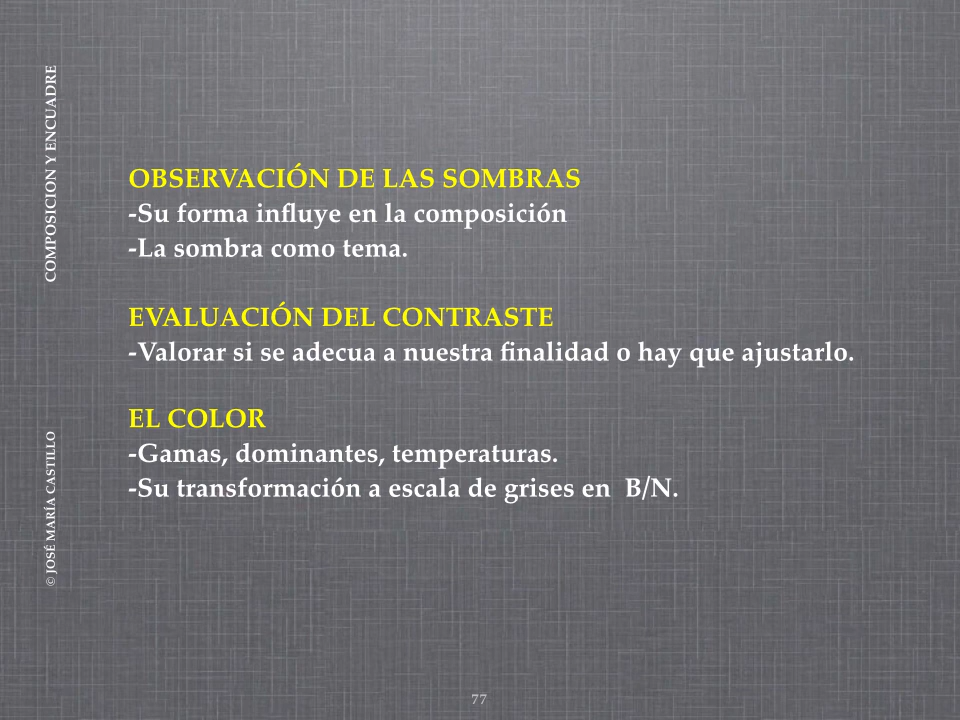 COMPOSICION Y ENCUADRE
© JOSÉ MARÍA CASTILLO
OBSERVACIÓN DE LAS SOMBRAS
-Su forma influye en la composición
-La sombra como tema.
EVALUACIÓN DEL CONTRASTE
-Valorar si se adecua a nuestra finalidad o hay que ajustarlo.
EL COLOR
-Gamas, dominantes, temperaturas.
-Su transformación a escala de grises en B/N.
77